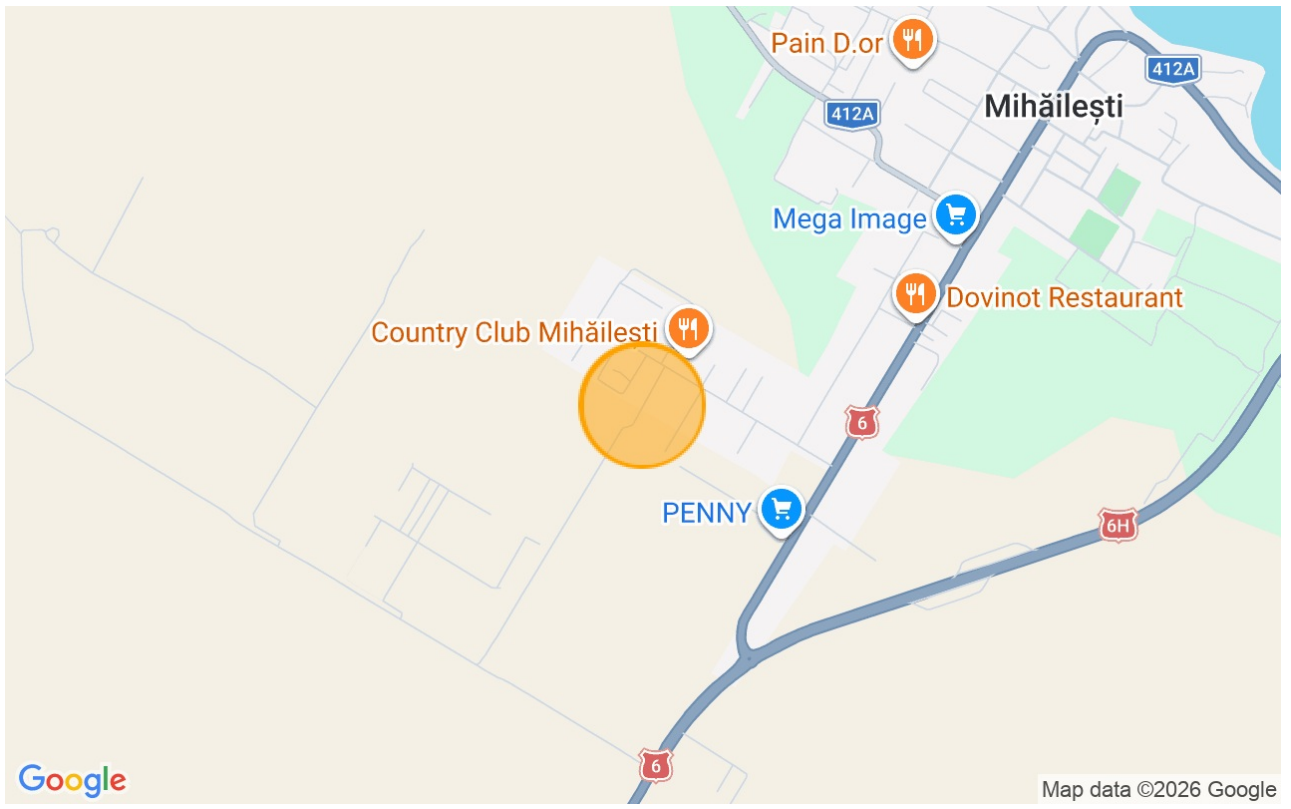 Pain D.or
412A
412A
Mihăilești
Mega Image
Dovinot Restaurant
Country Club Mihăilești
6
PENNY
6H
6
Google
Map data ©2026 Google